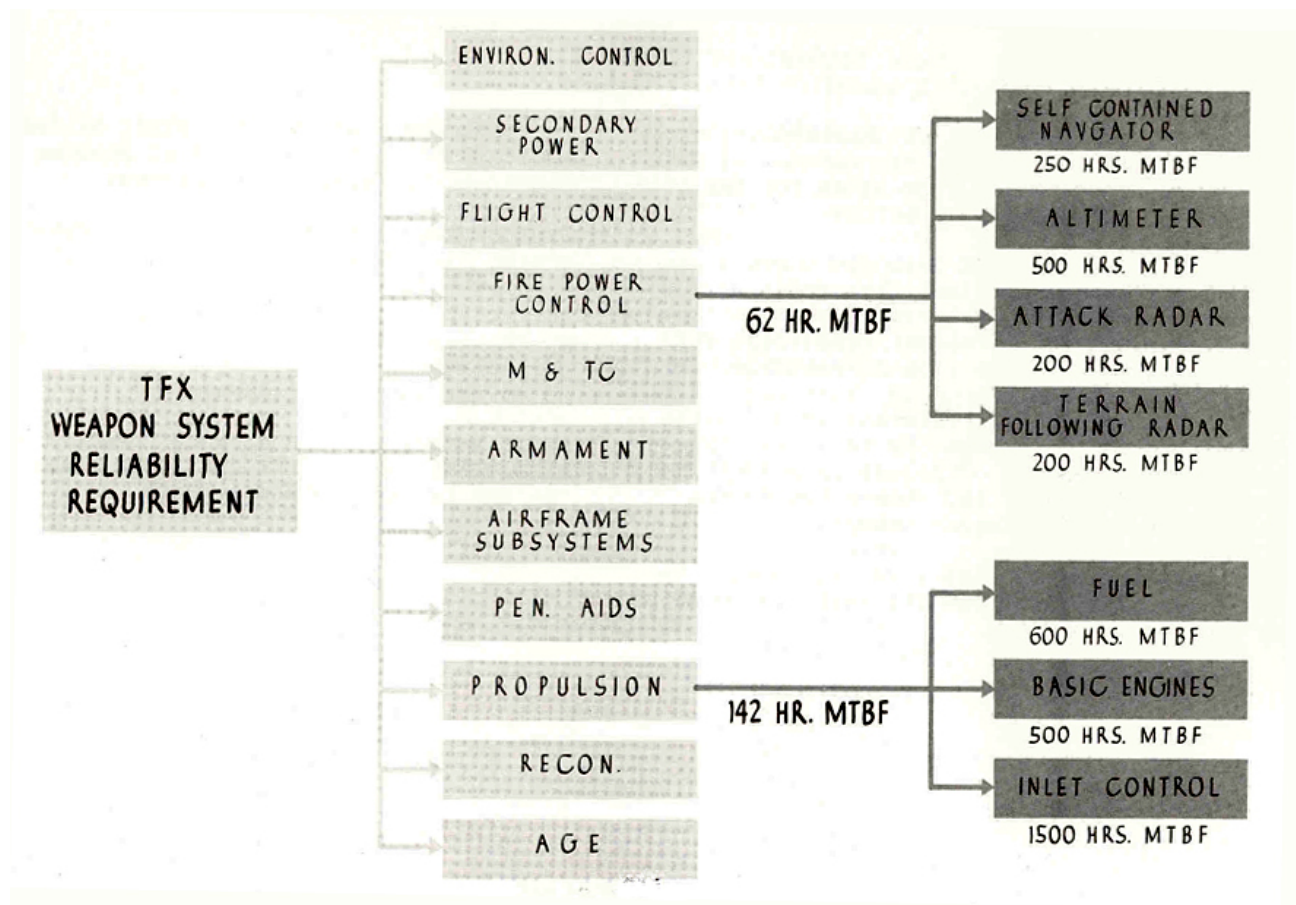 TFX
WEAPON SYSTEM
RELIABILITY
REQUIREMENT
ENVIRON. CONTROL
SECONDARY
POWER
FLIGHT CONTROL
FIRE POWER
CONTROL
M & TC
ARMAMENT
AIRFRAME
SUBSYSTEMS
PEN. AIDS
PROPULSION
RECON.
AGE
62 HR. MTBF
142 HR. MTBF
SELF CONTAINED
NAVGATOR
250 HRS. MTBF
ALTIMETER
500 HRS. MTBF
ATTACK RADAR
200 HRS. MTBF
TERRAIN
FOLLOWING RADAR
200 HRS. MTBF
FUEL
600 HRS. MTBF
BASIC ENGINES
500 HRS. MTBF
INLET CONTROL
1500 HRS. MTBF